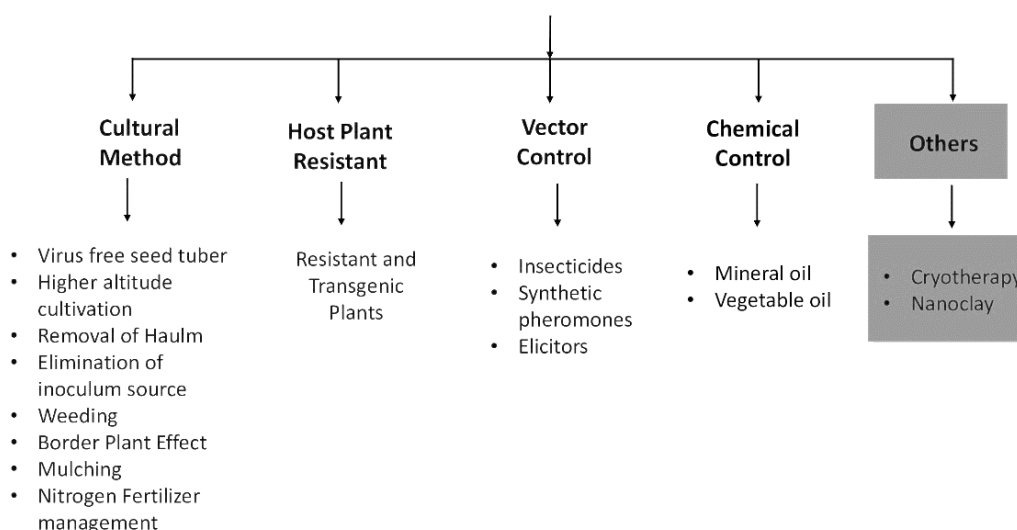 Cultural
Method
Host Plant
Resistant
Vector
Control
Chemical
Control
Others
• Virus free seed tuber
• Higher altitude
cultivation
• Removal of Haulm
• Elimination of
inoculum source
• Weeding
• Border Plant Effect
• Mulching
• Nitrogen Fertilizer
management
Resistant and
Transgenic
Plants
• Insecticides
• Synthetic
pheromones
• Elicitors
• Mineral oil
• Vegetable oil
• Cryotherapy
• Nanoclay